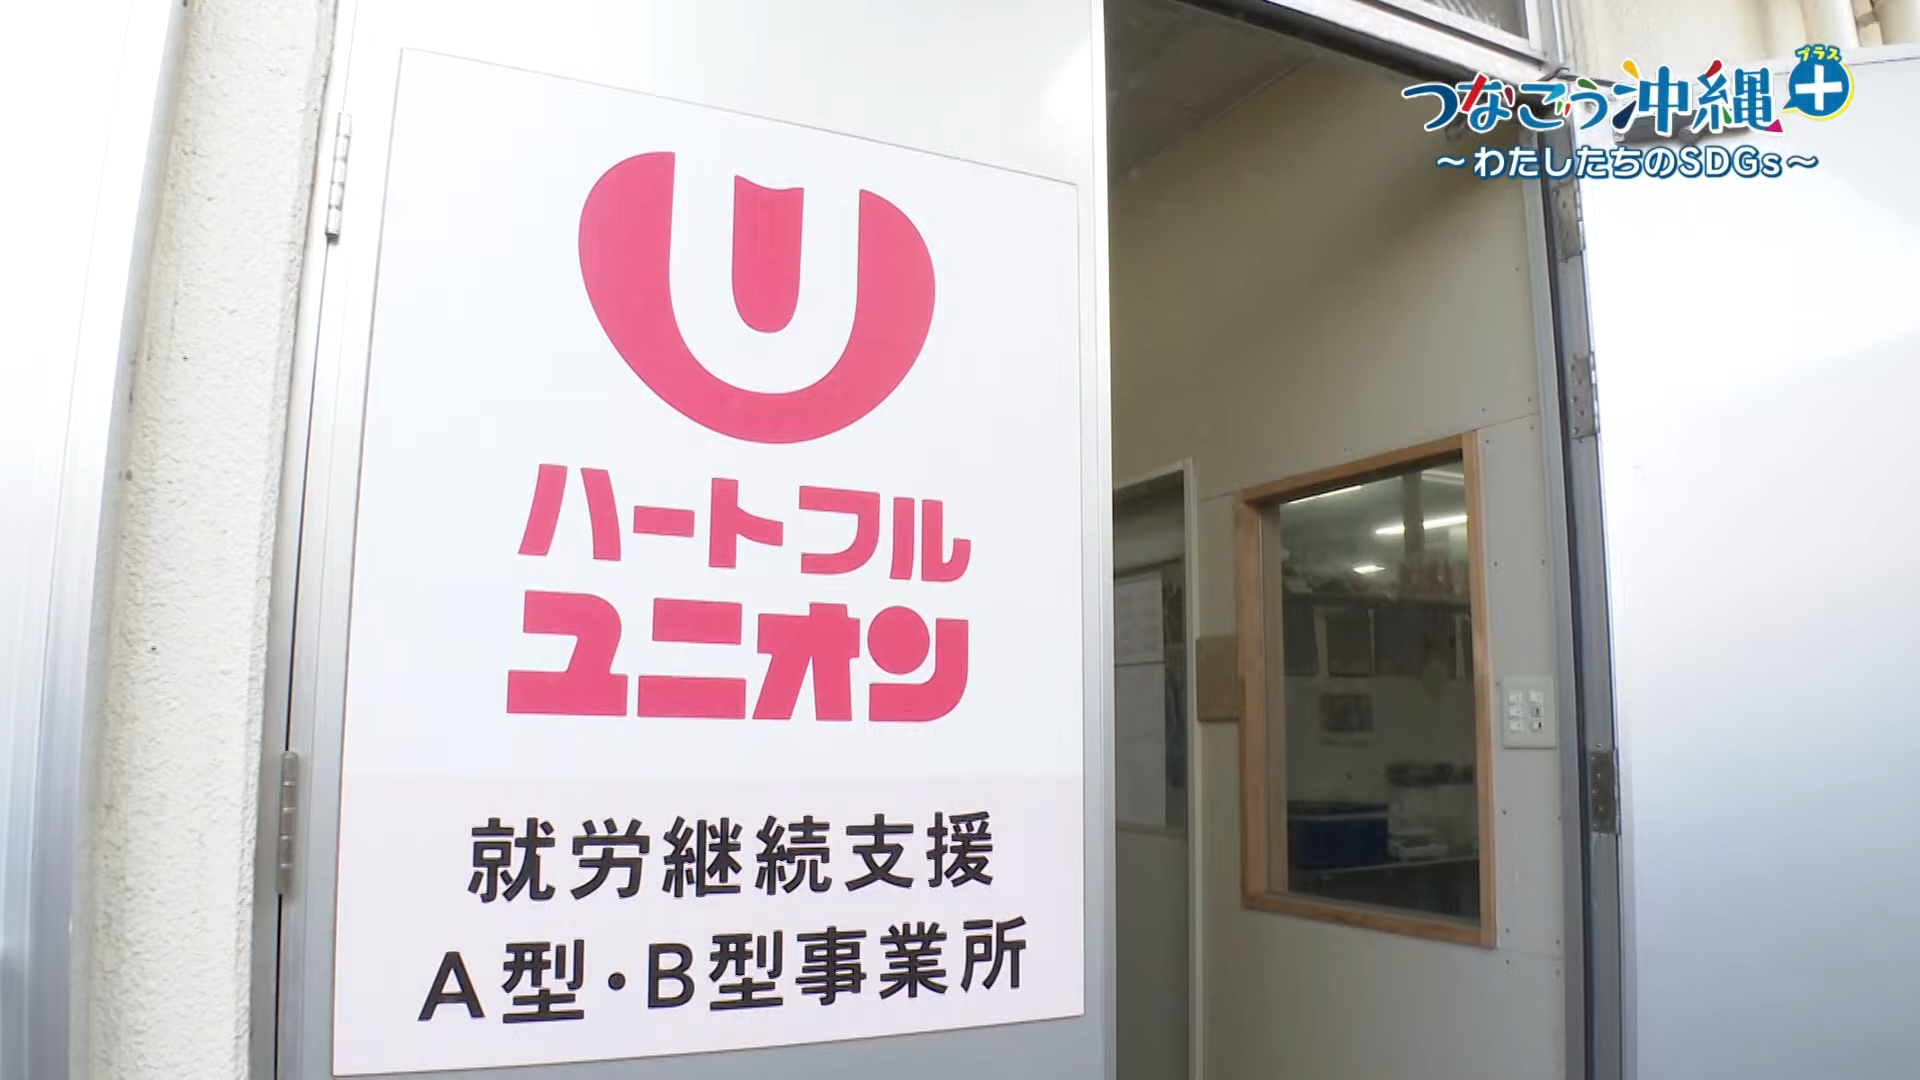 プラス
つなごう沖縄+
～わたしたちのSDGs～
ハートフル
ユニオン
就労継続支援
A型・B型事業所